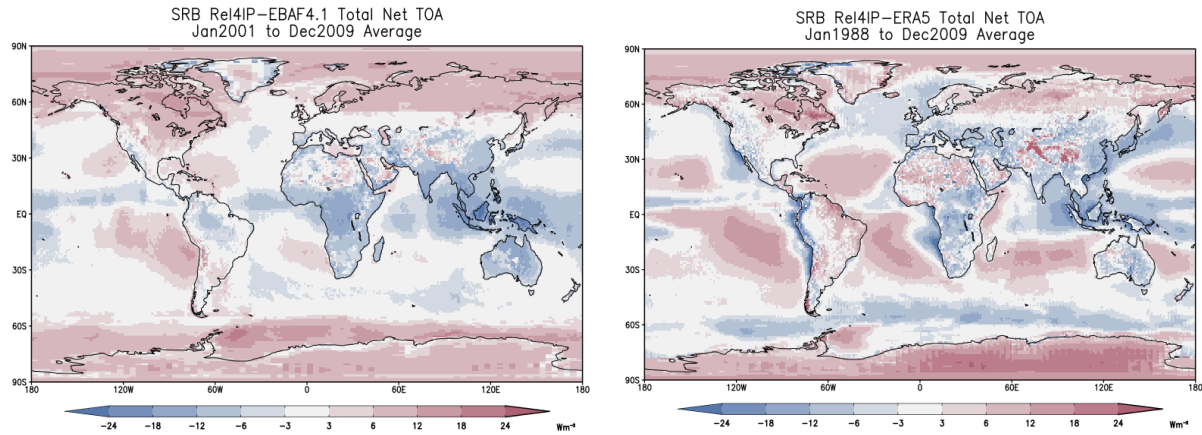 SRB Rel4IP-EBAF4.1 Total Net TOA
Jan2001 to Dec2009 Average
90N
60N
30N
EQ
30S
60S
90S
180
120W
60W
0
60E
120E
180
-24
-18
-12
-6
-3
3
6
12
18
24
Wm⁻²
SRB Rel4IP-ERA5 Total Net TOA
Jan1988 to Dec2009 Average
90N
60N
30N
EQ
30S
60S
90S
180
120W
60W
0
60E
120E
180
-24
-18
-12
-6
-3
3
6
12
18
24
Wm⁻²